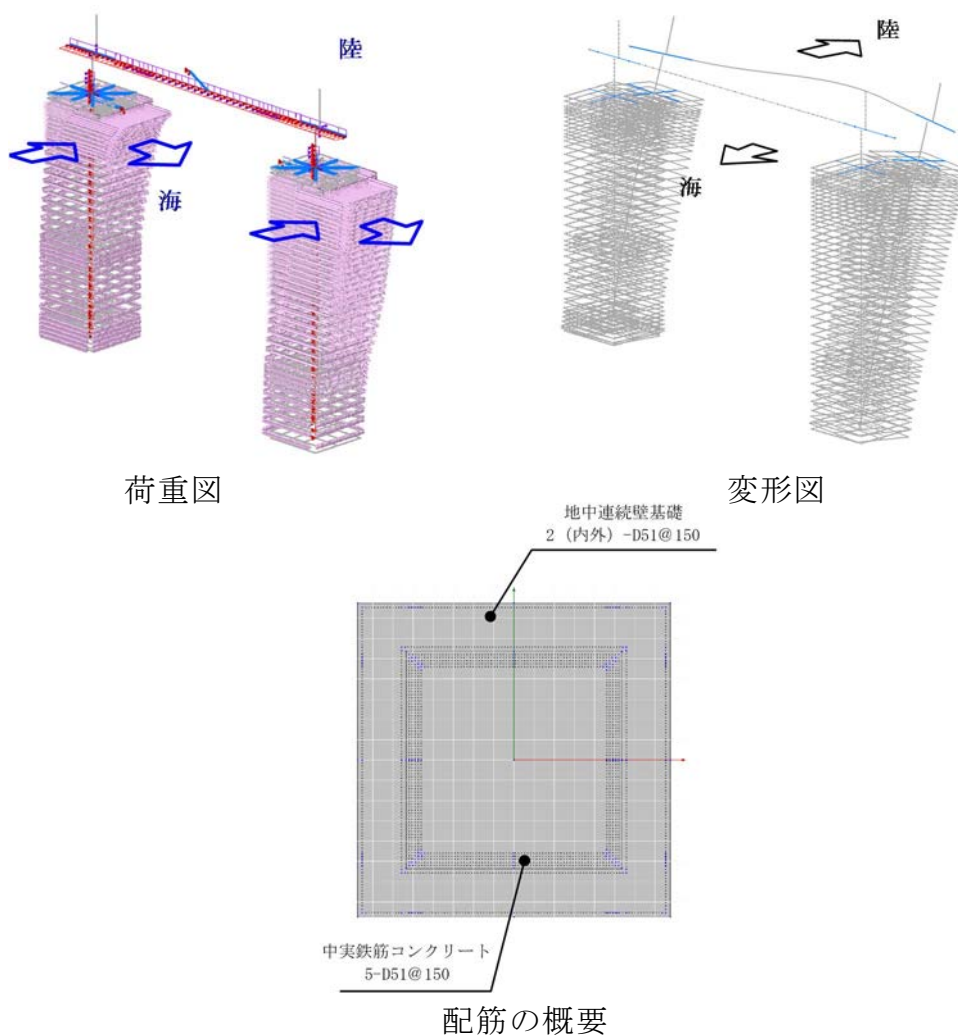 陸
海
荷重図
陸
海
変形図
地中連続壁基礎
2（内外）-D51@150
中実鉄筋コンクリート
5-D51@150
配筋の概要